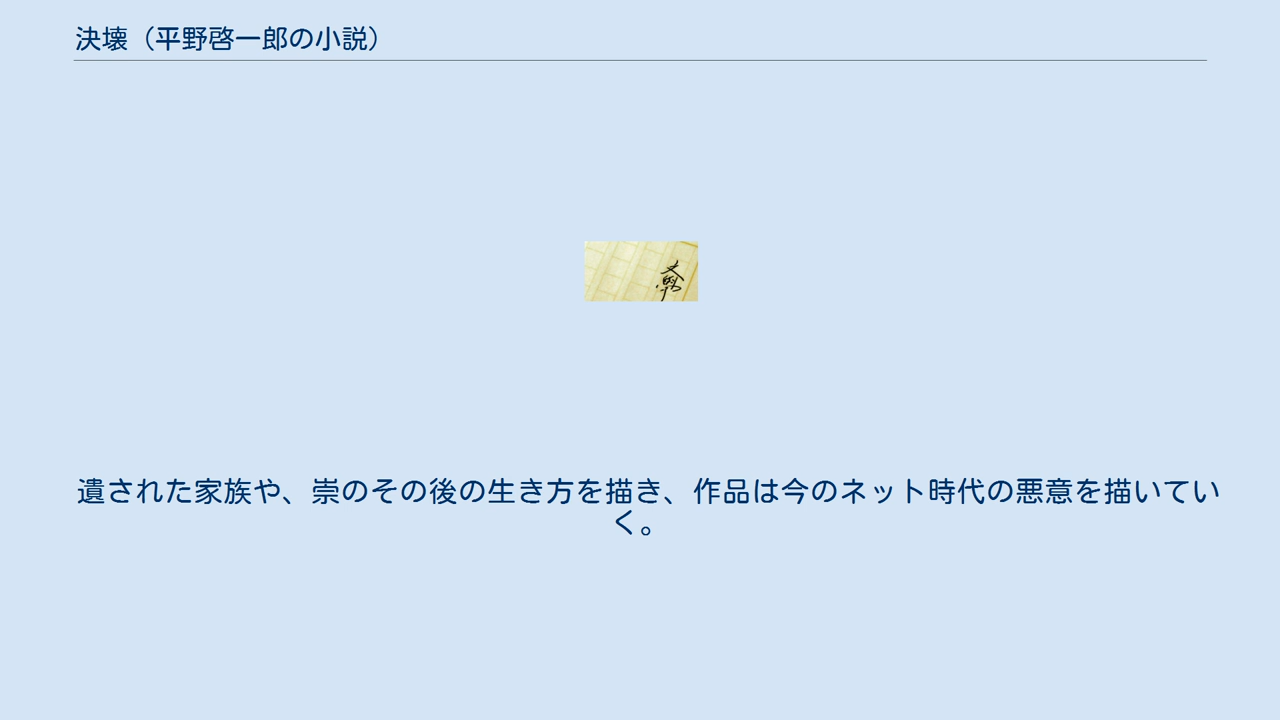 決壊（平野啓一郎の小説）
遺された家族や、崇のその後の生き方を描き、作品は今のネット時代の悪意を描いてい
く。